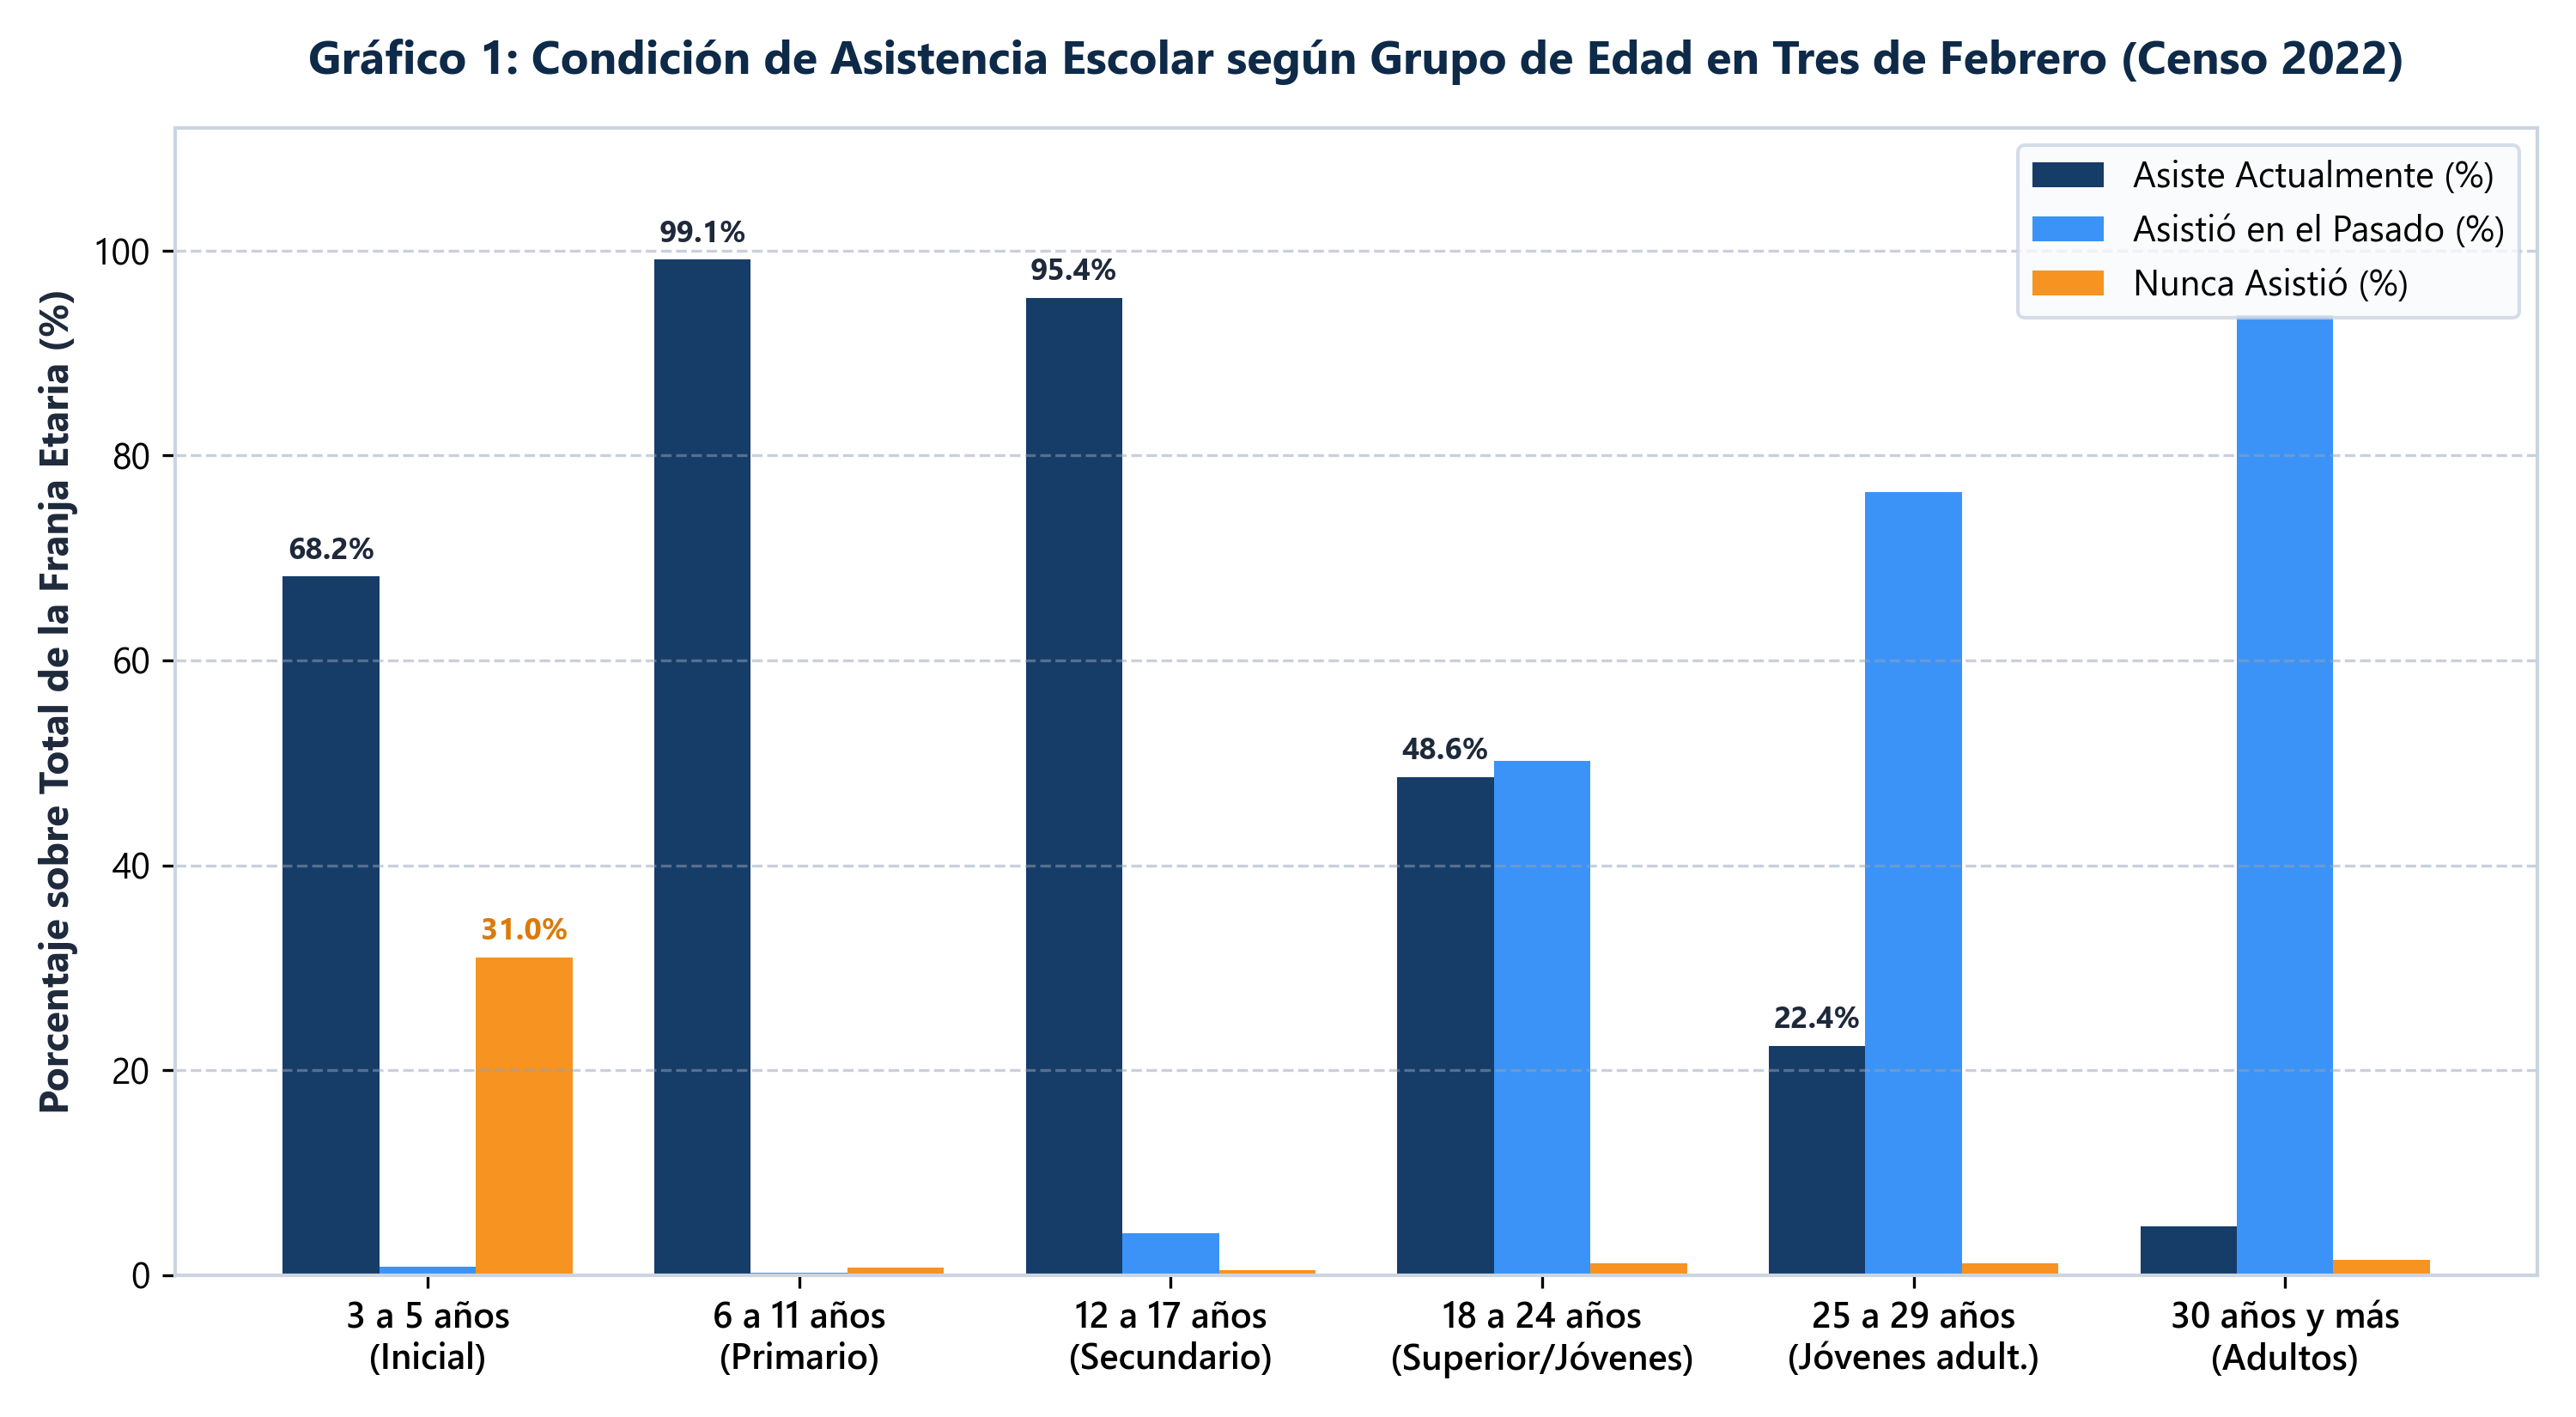 Gráfico 1: Condición de Asistencia Escolar según Grupo de Edad en Tres de Febrero (Censo 2022)
Porcentaje sobre Total de la Franja Etaria (%)
100
80
60
40
20
0
Asiste Actualmente (%)
Asistió en el Pasado (%)
Nunca Asistió (%)
68.2%
31.0%
99.1%
95.4%
48.6%
22.4%
3 a 5 años
(Inicial)
6 a 11 años
(Primario)
12 a 17 años
(Secundario)
18 a 24 años
(Superior/Jóvenes)
25 a 29 años
(Jóvenes adult.)
30 años y más
(Adultos)